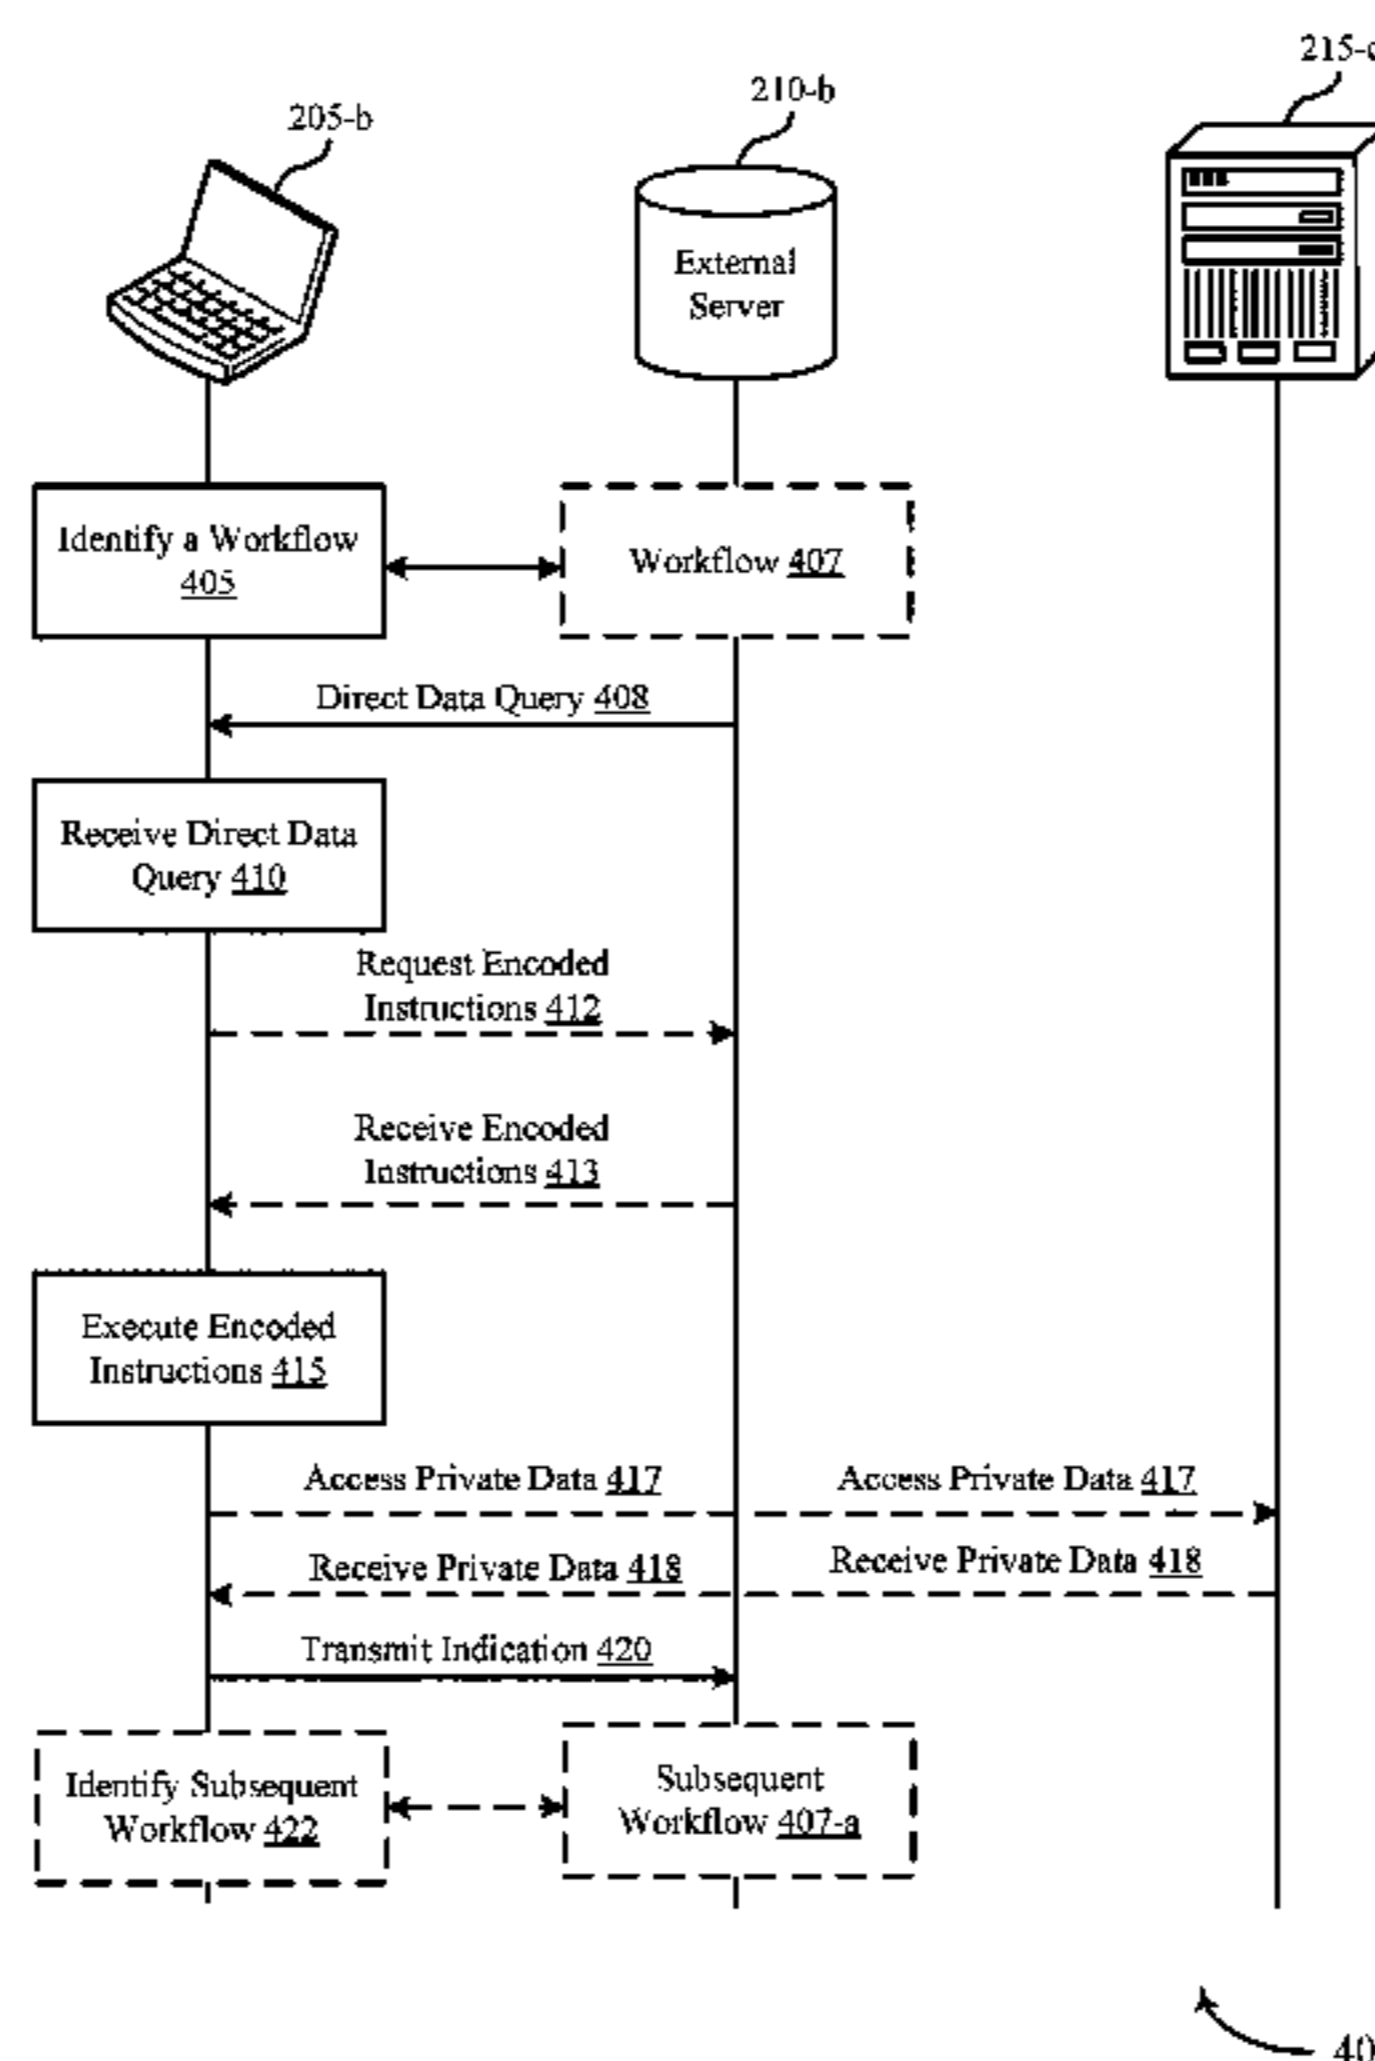 205-b
210-b
215-c
External
Server
Identify a Workflow
405
Workflow 407
Direct Data Query 408
Receive Direct Data
Query 410
Request Encoded
Instructions 412
Receive Encoded
Instructions 413
Execute Encoded
Instructions 415
Access Private Data 417
Access Private Data 417
Receive Private Data 418
Receive Private Data 418
Transmit Indication 420
Identify Subsequent
Workflow 422
Subsequent
Workflow 407-a
40